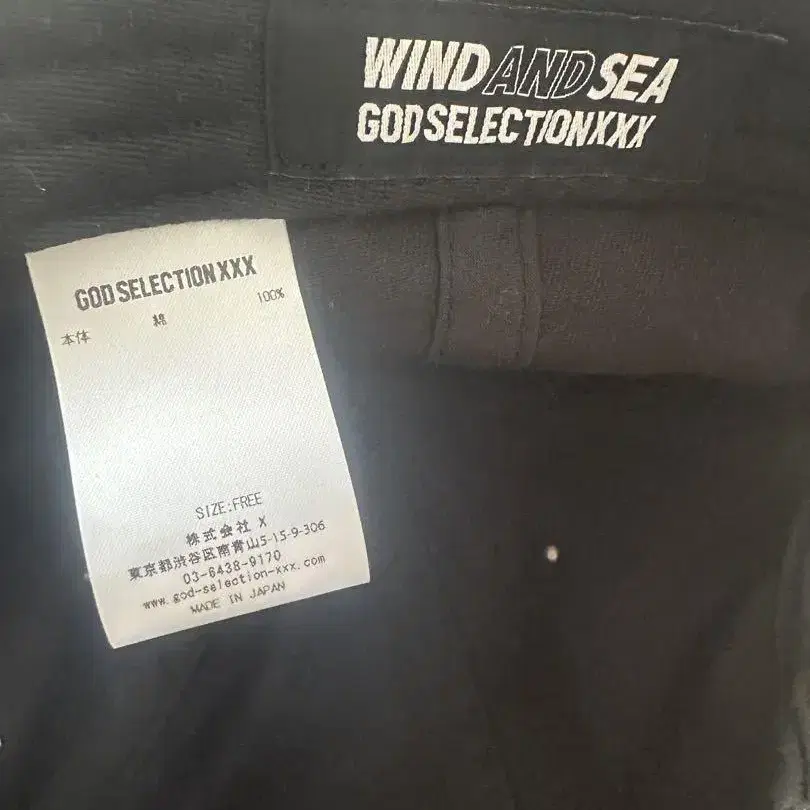 WINDANDSEA
GODSELECTIONXXX
GOD SELECTION XXX
本体 綿 100%
SIZE:FREE
株式会社 X
東京都渋谷区南青山5-15-9-306
03-6438-9170
www.god-selection-xxx.com
MADE IN JAPAN